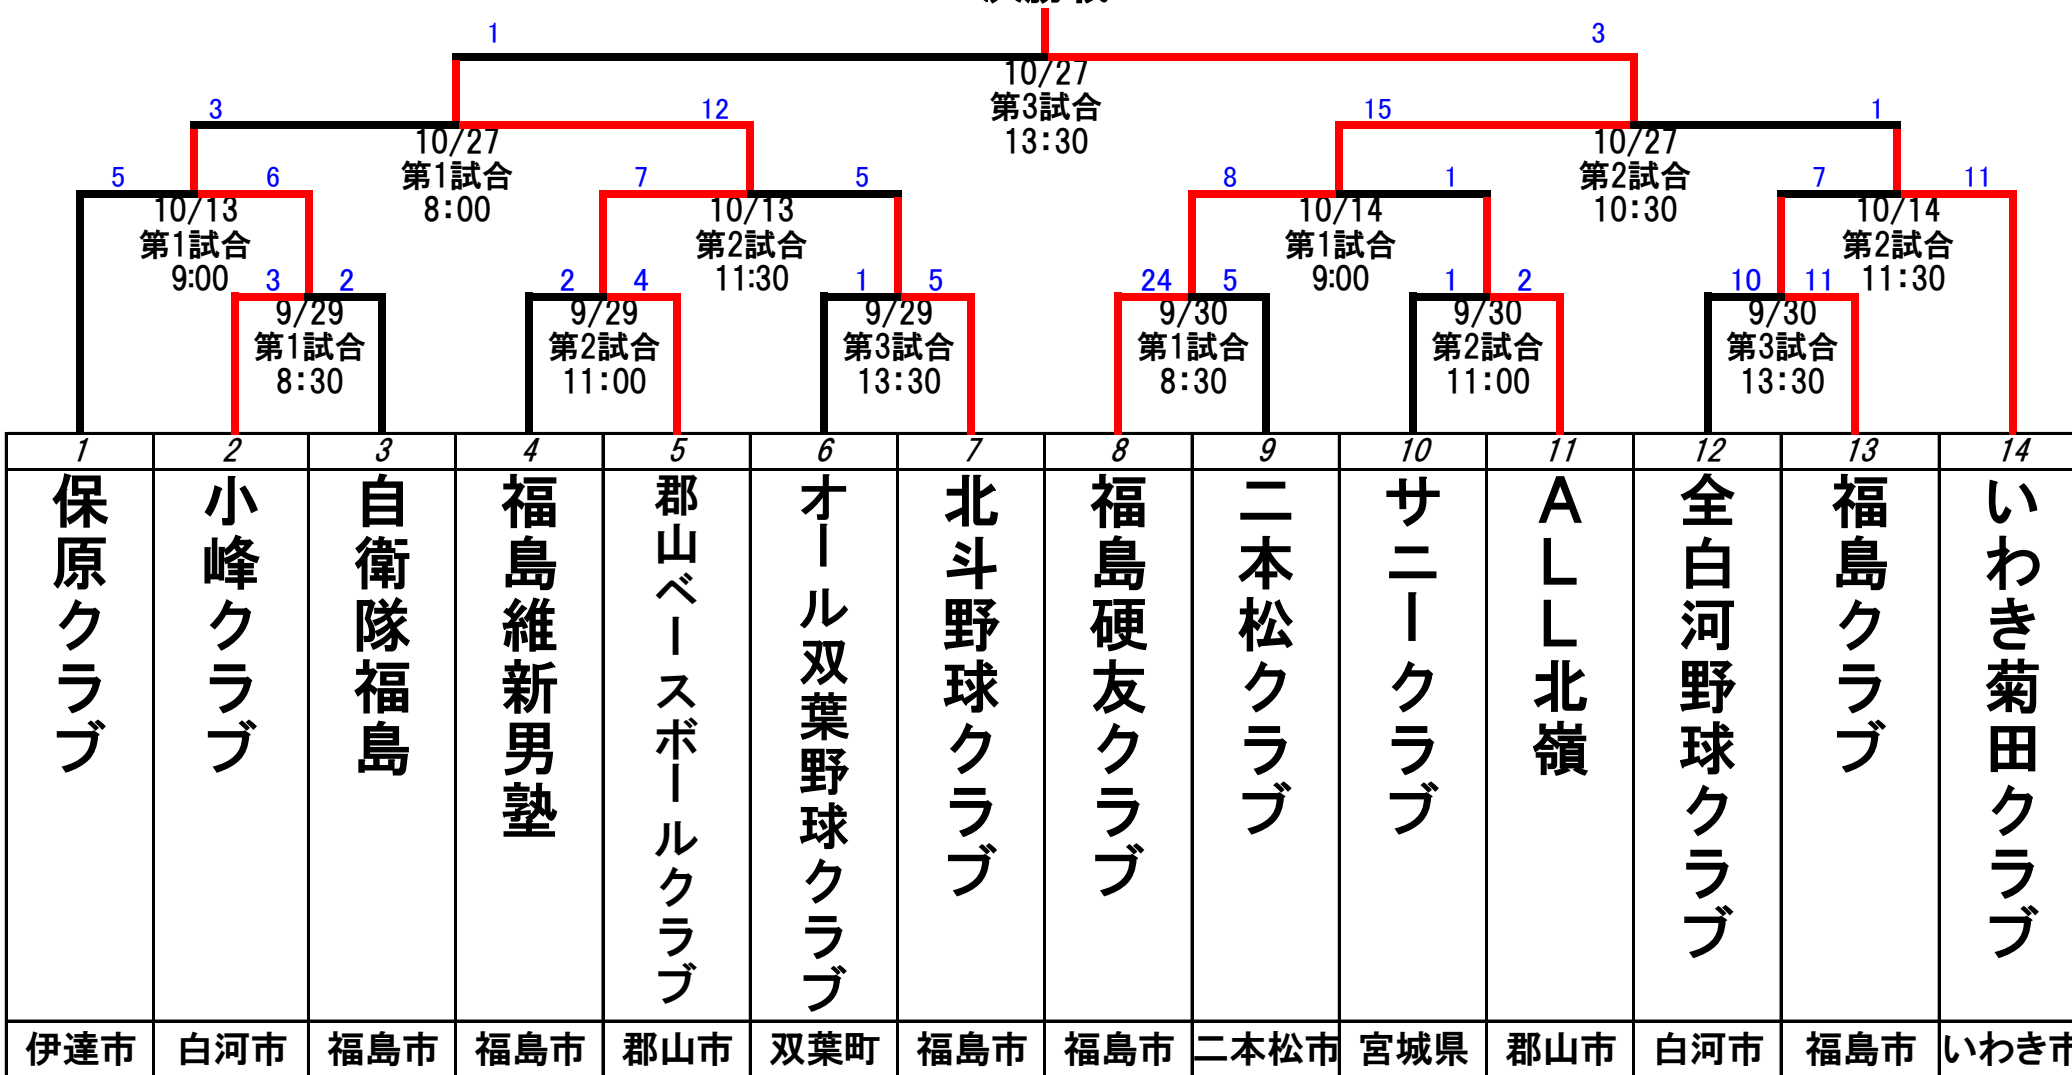 決勝戦
1 3
10/27
第3試合
13:30
3 12 15 1
10/27
第1試合
8:00
10/27
第2試合
10:30
5 6 7 5 8 1 7 11
10/13
第1試合
9:00
10/13
第2試合
11:30
10/14
第1試合
9:00
10/14
第2試合
11:30
3 2 2 4 1 5 24 5 1 2 10 11
9/29
第1試合
8:30
9/29
第2試合
11:00
9/29
第3試合
13:30
9/30
第1試合
8:30
9/30
第2試合
11:00
9/30
第3試合
13:30
1 2 3 4 5 6 7 8 9 10 11 12 13 14
保原クラブ
小峰クラブ
自衛隊福島
福島維新男塾
郡山ベースボールクラブ
オール双葉野球クラブ
北斗野球クラブ
福島硬友クラブ
二本松クラブ
サニークラブ
ALL北嶺
全白河野球クラブ
福島クラブ
いわき菊田クラブ
伊達市 白河市 福島市 福島市 郡山市 双葉町 福島市 福島市 二本松市 宮城県 郡山市 白河市 福島市 いわき市